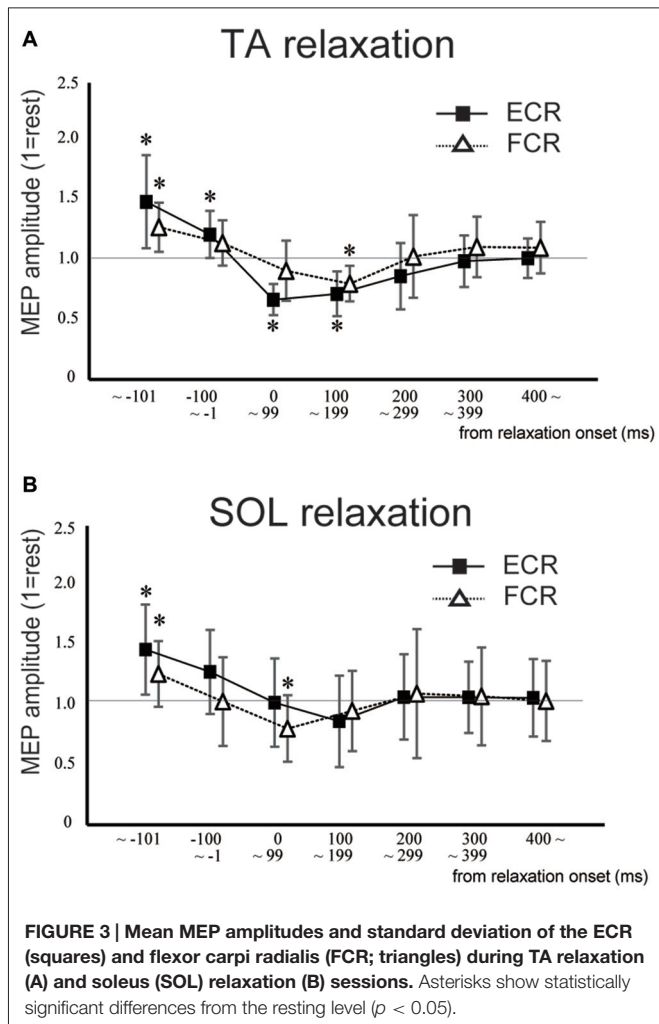 A
TA relaxation
2.5
2.0
1.5
1.0
0.5
0
MEP amplitude (1=rest)
ECR
FCR
* * * * * *
~ -101 -100 0 100 200 300 400 ~
~ -1 ~ 99 ~ 199 ~ 299 ~ 399
from relaxation onset (ms)
B
SOL relaxation
2.5
2.0
1.5
1.0
0.5
0
MEP amplitude (1=rest)
ECR
FCR
* * *
~ -101 -100 0 100 200 300 400 ~
~ -1 ~ 99 ~ 199 ~ 299 ~ 399
from relaxation onset (ms)
FIGURE 3 | Mean MEP amplitudes and standard deviation of the ECR
(squares) and flexor carpi radialis (FCR; triangles) during TA relaxation
(A) and soleus (SOL) relaxation (B) sessions. Asterisks show statistically
significant differences from the resting level (p < 0.05).